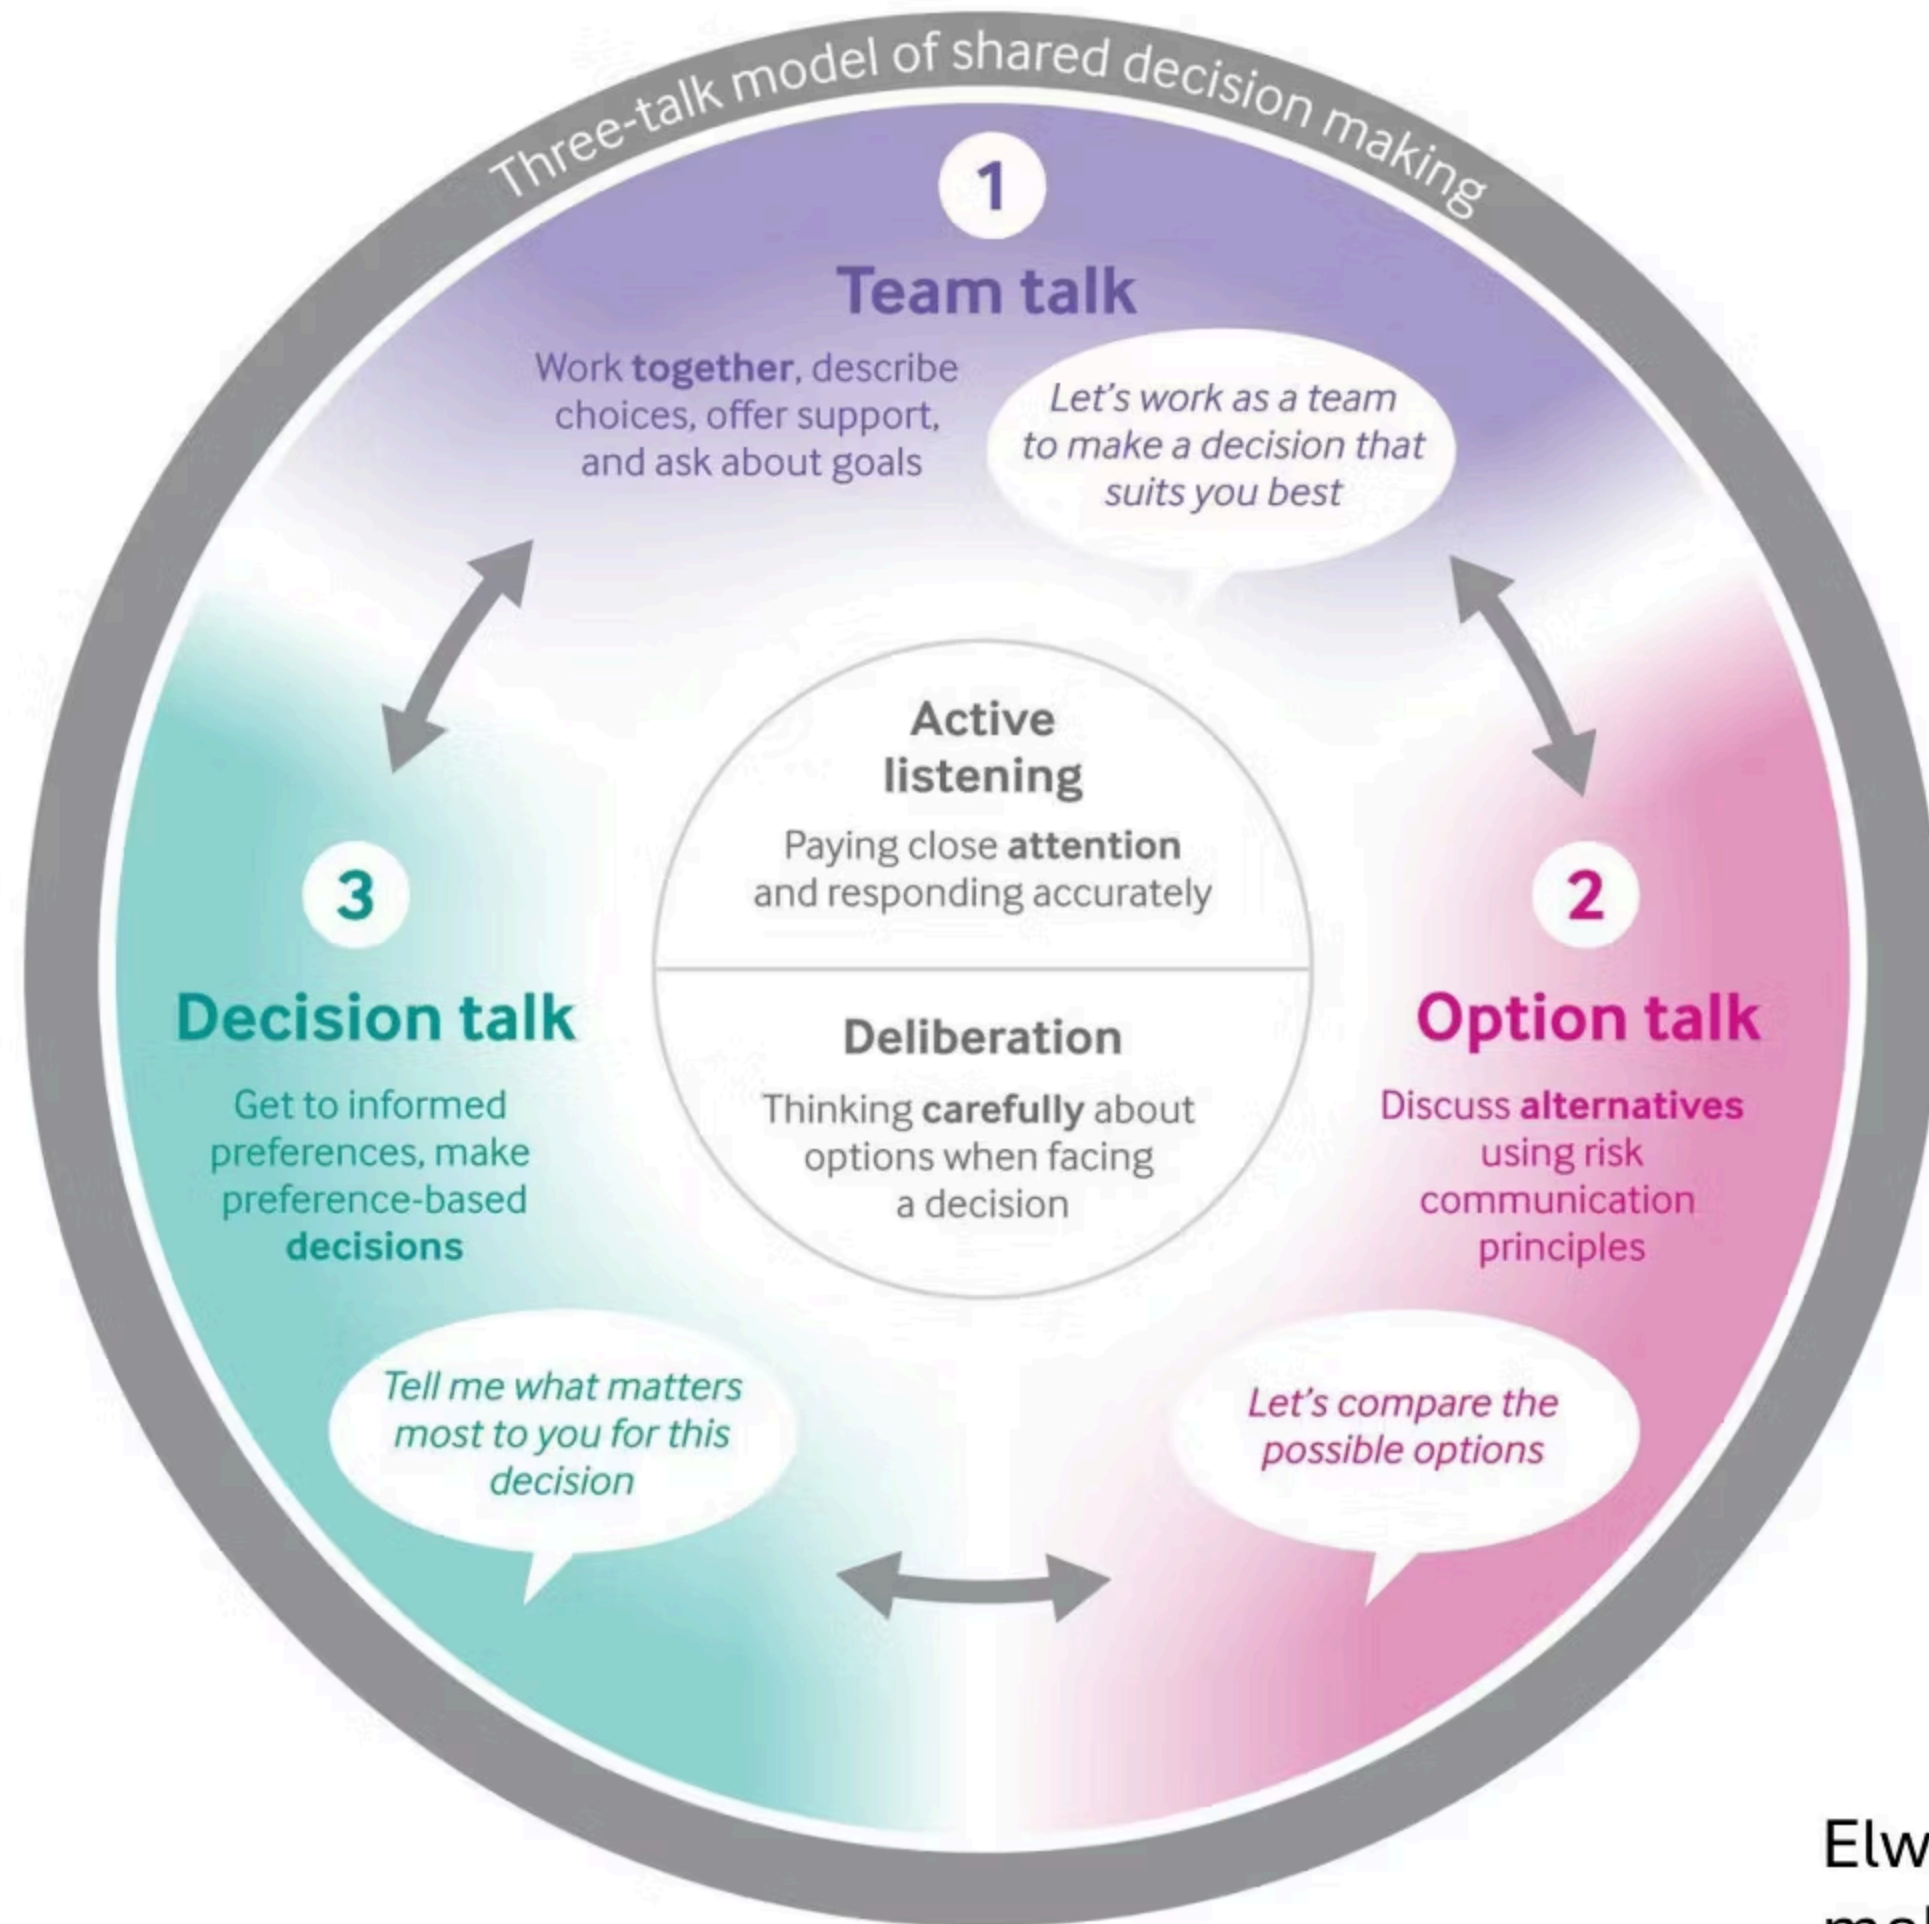 Three-talk model of shared decision making
1
Team talk
Work together, describe
choices, offer support,
and ask about goals
Let's work as a team
to make a decision that
suits you best
Active
listening
Paying close attention
and responding accurately
Deliberation
Thinking carefully about
options when facing
a decision
2
Option talk
Discuss alternatives
using risk
communication
principles
Let's compare the
possible options
3
Decision talk
Get to informed
preferences, make
preference-based
decisions
Tell me what matters
most to you for this
decision
Elw